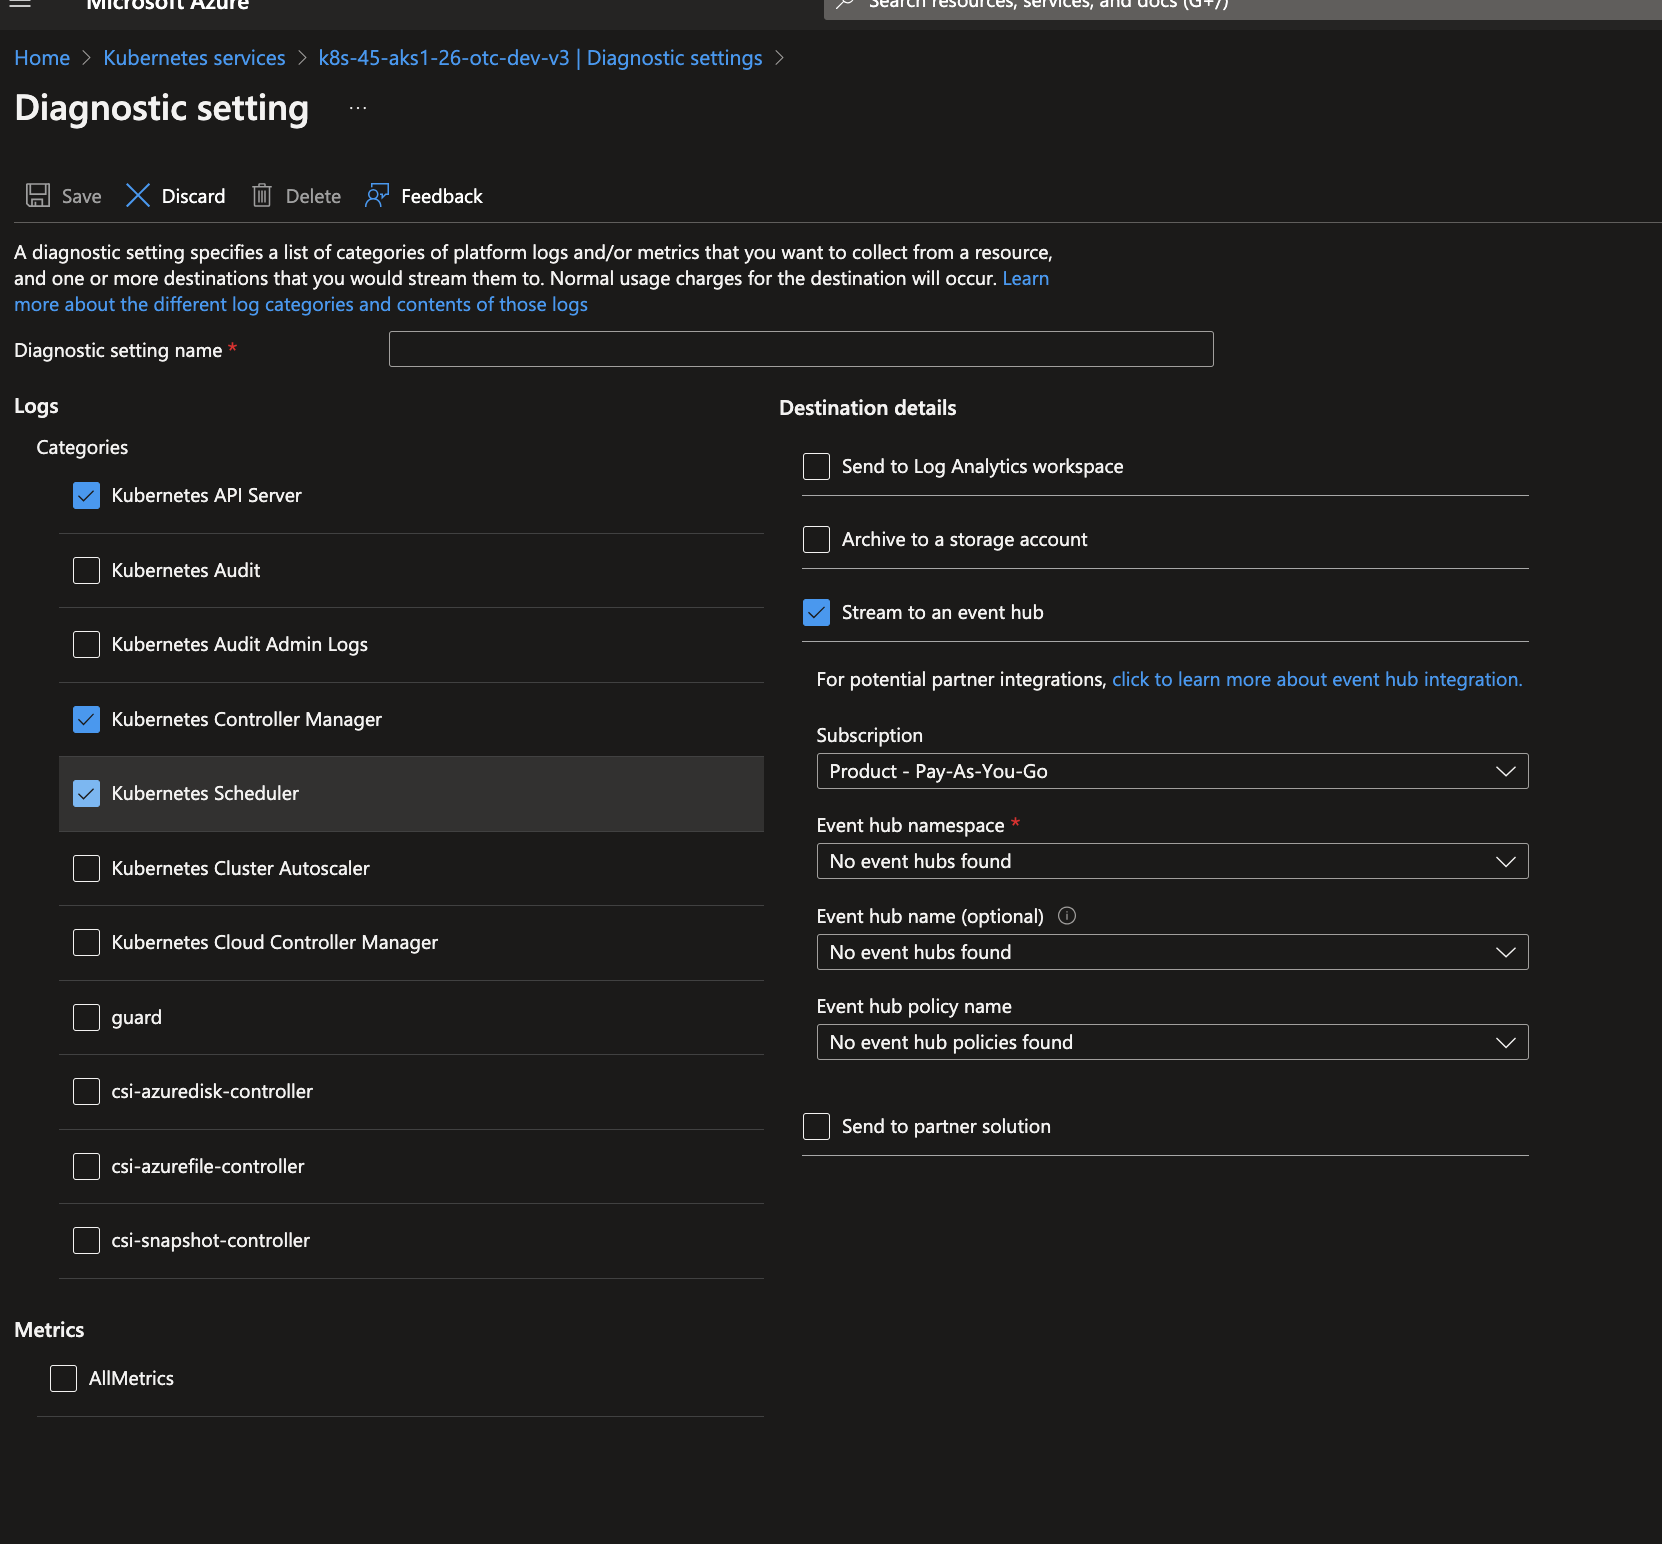 Microsoft Azure
Search resources, services, and docs (G+/)
Home > Kubernetes services > k8s-45-aks1-26-otc-dev-v3 | Diagnostic settings >
Diagnostic setting ...
Save Discard Delete Feedback
A diagnostic setting specifies a list of categories of platform logs and/or metrics that you want to collect from a resource,
and one or more destinations that you would stream them to. Normal usage charges for the destination will occur. Learn
more about the different log categories and contents of those logs
Diagnostic setting name *
Logs
Categories
Kubernetes API Server
Kubernetes Audit
Kubernetes Audit Admin Logs
Kubernetes Controller Manager
Kubernetes Scheduler
Kubernetes Cluster Autoscaler
Kubernetes Cloud Controller Manager
guard
csi-azuredisk-controller
csi-azurefile-controller
csi-snapshot-controller
Metrics
AllMetrics
Destination details
Send to Log Analytics workspace
Archive to a storage account
Stream to an event hub
For potential partner integrations, click to learn more about event hub integration.
Subscription
Product - Pay-As-You-Go
Event hub namespace *
No event hubs found
Event hub name (optional)
No event hubs found
Event hub policy name
No event hub policies found
Send to partner solution